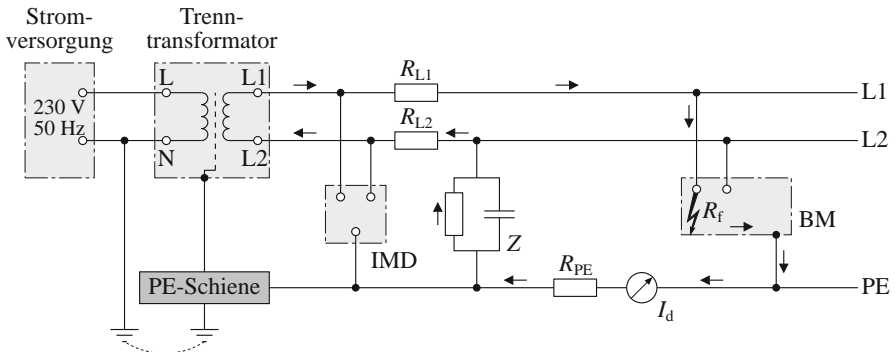 Strom-
versorgung
Trenn-
transformator
L
L1
R_L1
L1
230 V
50 Hz
N
L2
R_L2
L2
R_f
BM
Z
IMD
PE-Schiene
R_PE
I_d
PE